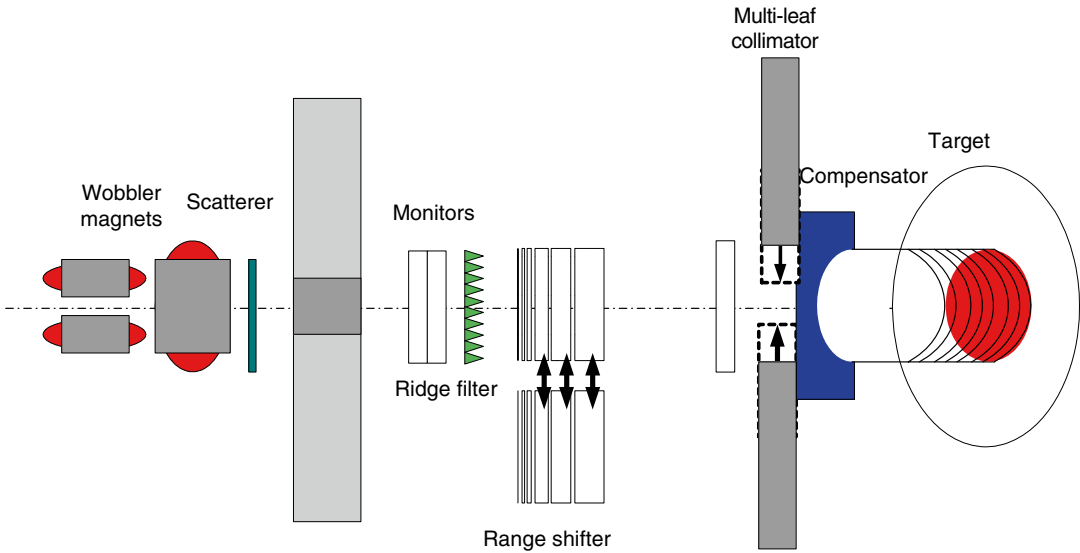 Multi-leaf
collimator
Target
Compensator
Wobbler
magnets
Scatterer
Monitors
Ridge filter
Range shifter